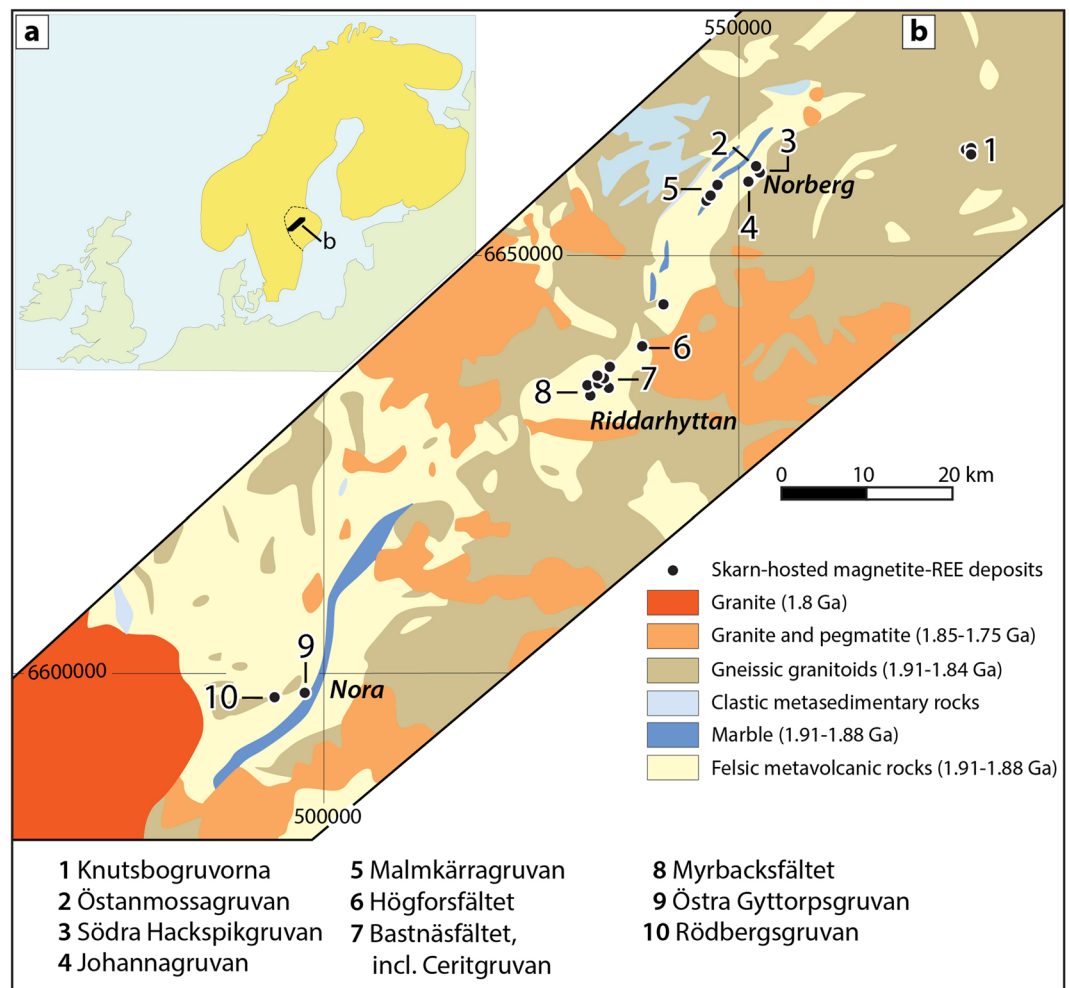 a
b
b
550000
2
3
1
5
Norberg
4
6650000
6
7
8
Riddarhyttan
0 10 20 km
Skarn-hosted magnetite-REE deposits
Granite (1.8 Ga)
Granite and pegmatite (1.85-1.75 Ga)
Gneissic granitoids (1.91-1.84 Ga)
Clastic metasedimentary rocks
Marble (1.91-1.88 Ga)
Felsic metavolcanic rocks (1.91-1.88 Ga)
9
6600000
10
Nora
500000
1 Knutsbogruvorna
2 Östanmossagruvan
3 Södra Hackspikgruvan
4 Johannagruvan
5 Malmkärragruvan
6 Högforsfältet
7 Bastnäsfältet,
incl. Ceritgruvan
8 Myrbacksfältet
9 Östra Gyttorpsgruvan
10 Rödbergsgruvan